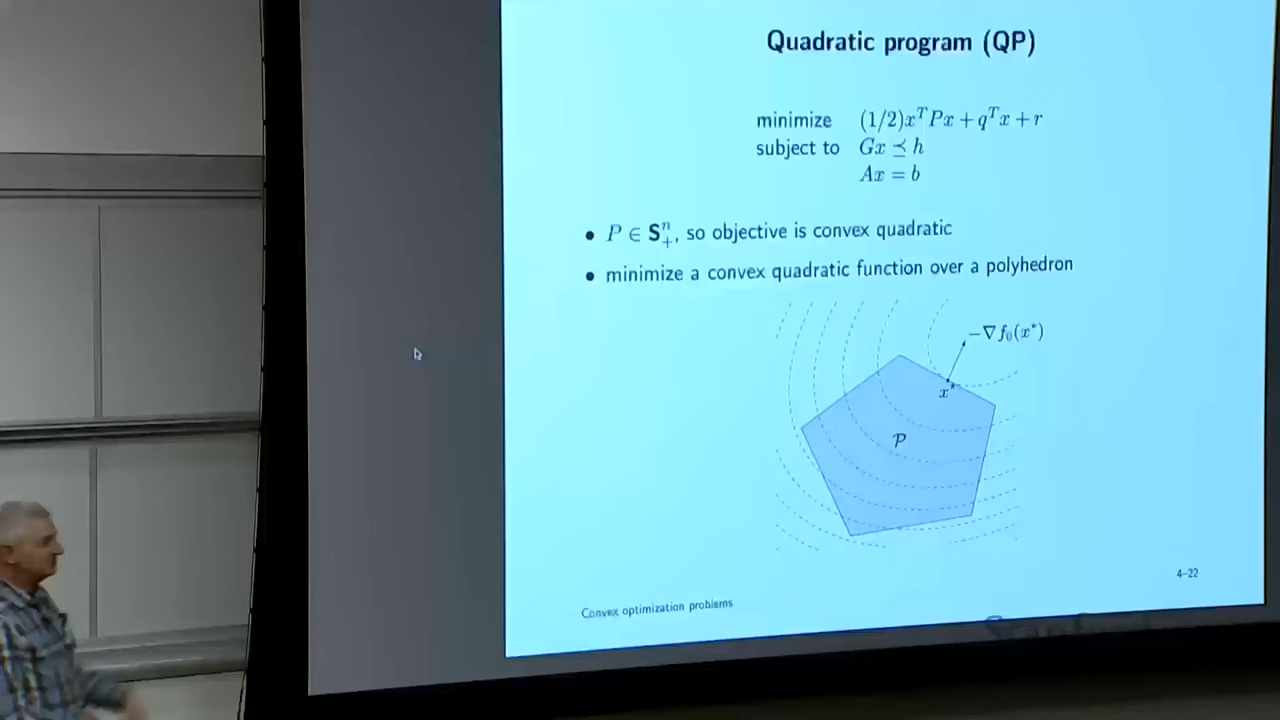 Quadratic program (QP)
minimize (1/2)x^T Px + q^T x + r
subject to Gx ⪯ h
Ax = b
• P ∈ S^n_+, so objective is convex quadratic
• minimize a convex quadratic function over a polyhedron
−∇f₀(x⋆)
x⋆
𝒫
4–22
Convex optimization problems